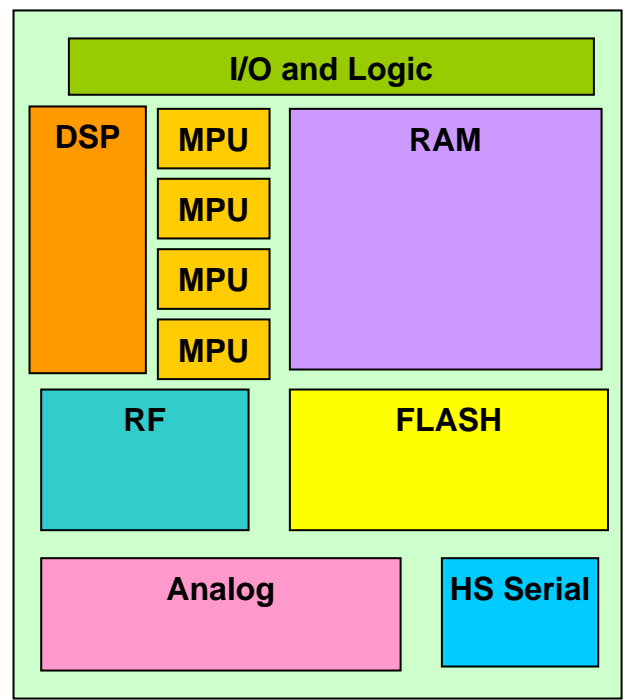 I/O and Logic
DSP
MPU
RAM
MPU
MPU
MPU
RF
FLASH
Analog
HS Serial